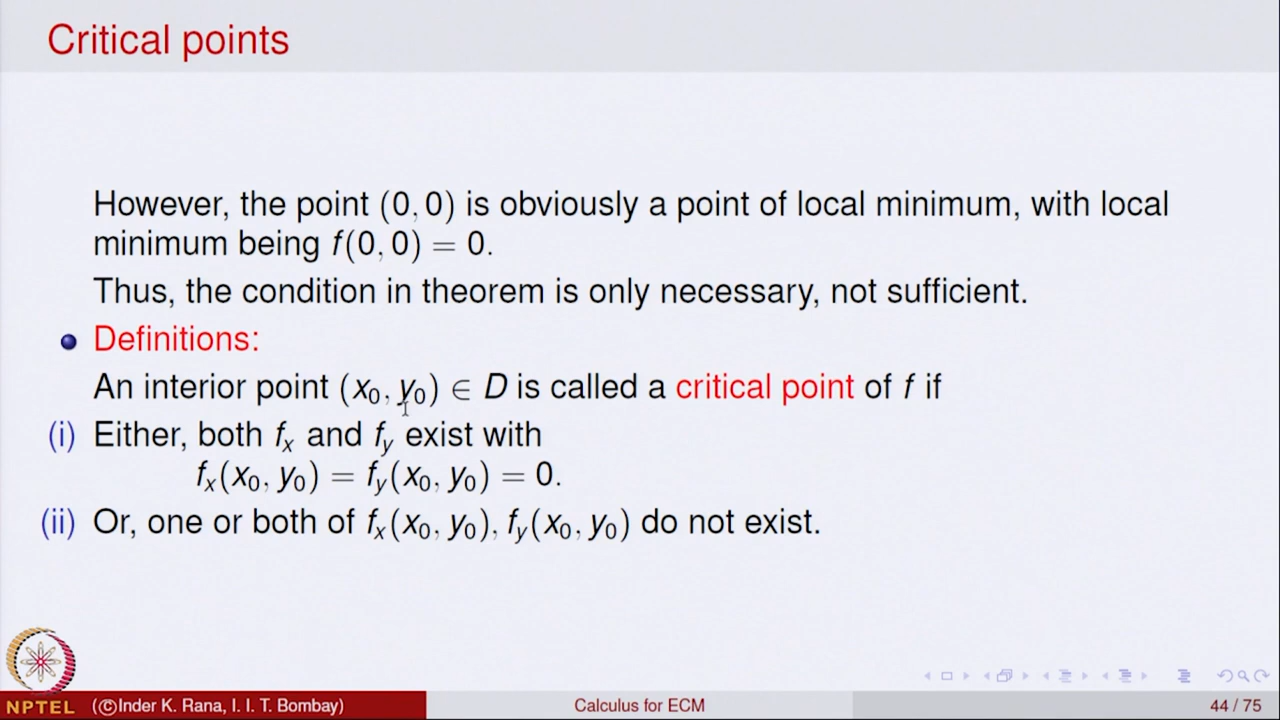 Critical points
However, the point (0, 0) is obviously a point of local minimum, with local
minimum being f(0, 0) = 0.
Thus, the condition in theorem is only necessary, not sufficient.
Definitions:
An interior point (x₀, y₀) ∈ D is called a critical point of f if
(i) Either, both fₓ and f_y exist with
fₓ(x₀, y₀) = f_y(x₀, y₀) = 0.
(ii) Or, one or both of fₓ(x₀, y₀), f_y(x₀, y₀) do not exist.
NPTEL (©Inder K. Rana, I. I. T. Bombay) Calculus for ECM 44 / 75